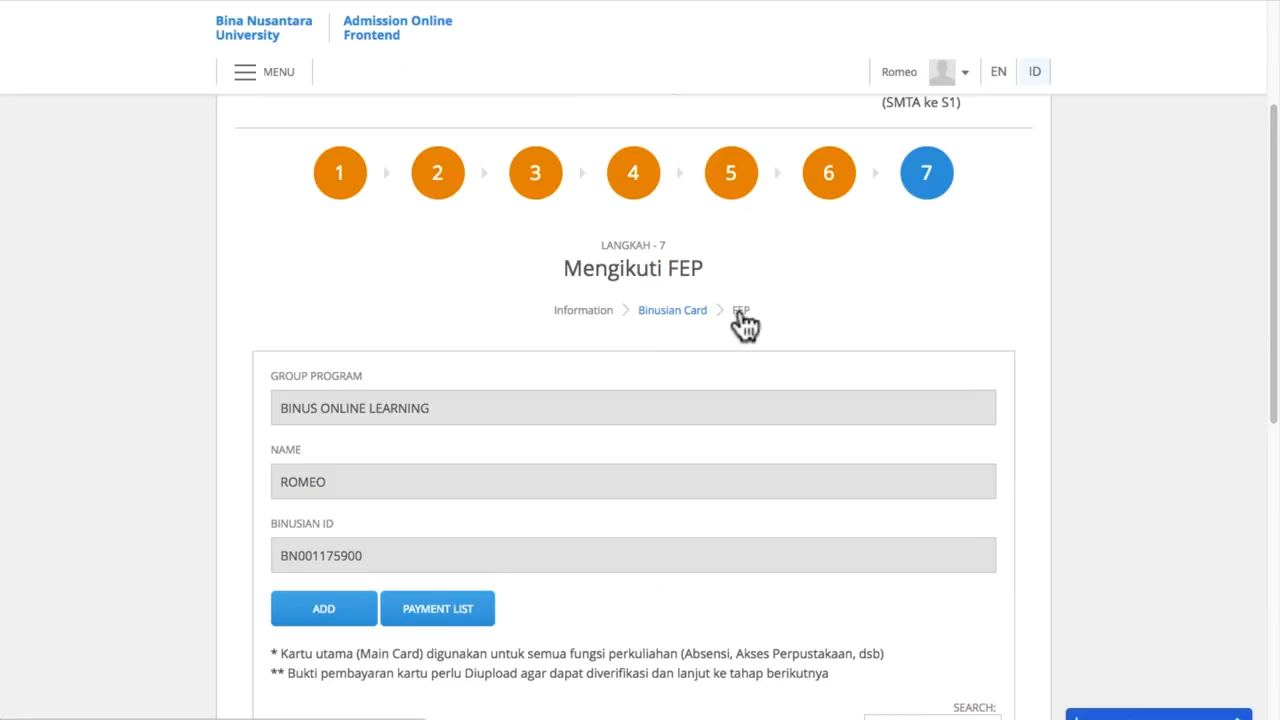 Bina Nusantara
University
Admission Online
Frontend
MENU
Romeo
EN
ID
(SMTA ke S1)
1
2
3
4
5
6
7
LANGKAH - 7
Mengikuti FEP
Information
Binusian Card
FEP
GROUP PROGRAM
BINUS ONLINE LEARNING
NAME
ROMEO
BINUSIAN ID
BN001175900
ADD
PAYMENT LIST
* Kartu utama (Main Card) digunakan untuk semua fungsi perkuliahan (Absensi, Akses Perpustakaan, dsb)
** Bukti pembayaran kartu perlu Diupload agar dapat diverifikasi dan lanjut ke tahap berikutnya
SEARCH: